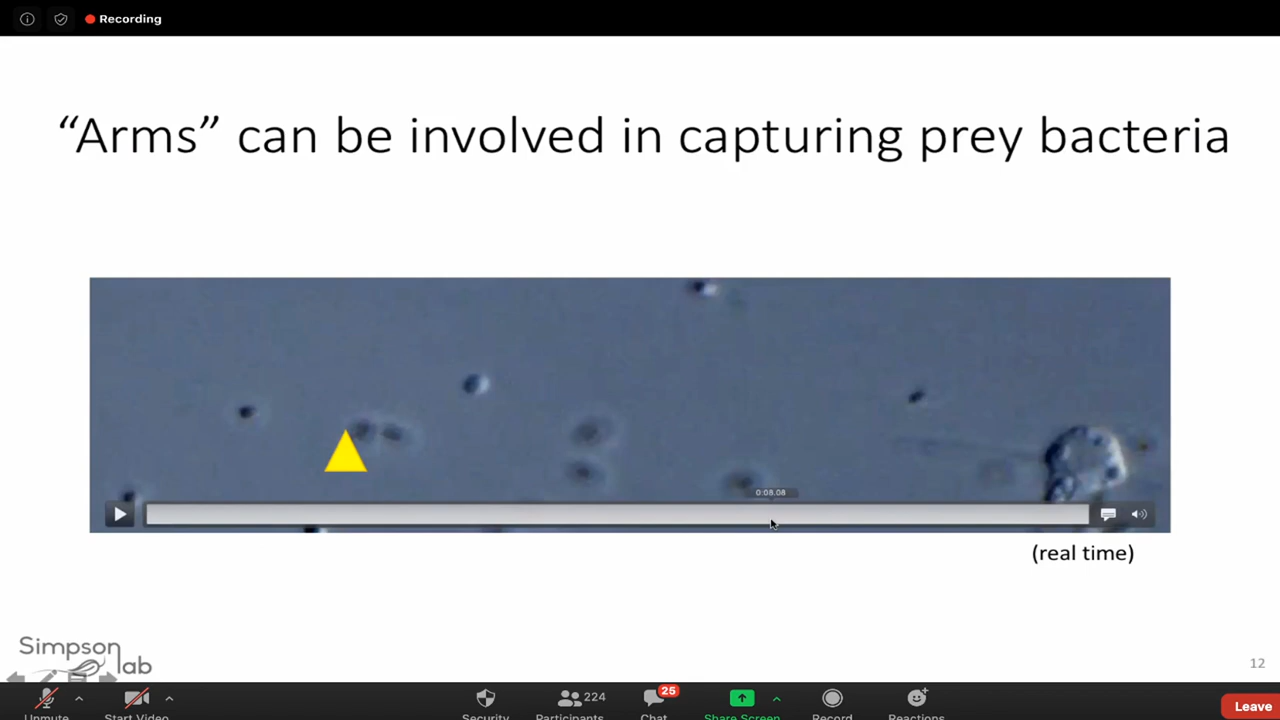 Recording
“Arms” can be involved in capturing prey bacteria
0:08.08
(real time)
Simpson
lab
12
Unmute
Start Video
Security
Participants
224
Chat
25
Share Screen
Record
Reactions
Leave